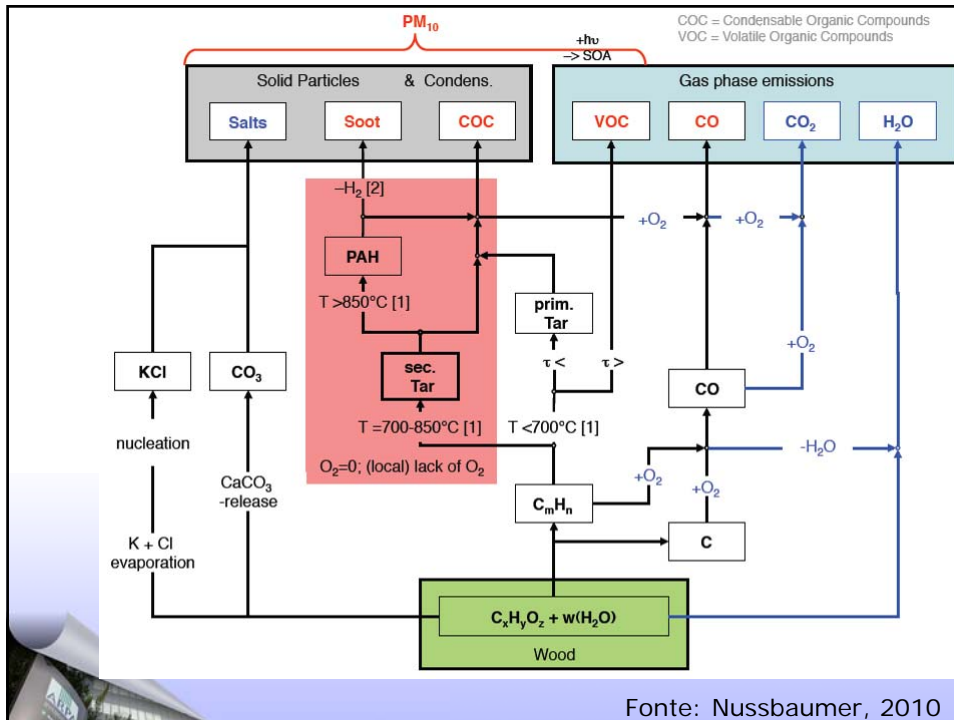 PM10
COC = Condensable Organic Compounds
VOC = Volatile Organic Compounds
+hυ
–> SOA
Solid Particles & Condens.
Gas phase emissions
Salts
Soot
COC
VOC
CO
CO2
H2O
–H2 [2]
+O2
+O2
PAH
T >850°C [1]
prim.
Tar
+O2
KCl
CO3
sec.
Tar
τ <
τ >
CO
nucleation
T =700-850°C [1]
T <700°C [1]
-H2O
O2=0; (local) lack of O2
CaCO3
-release
+O2
+O2
CmHn
K + Cl
evaporation
C
CxHyOz + w(H2O)
Wood
Fonte: Nussbaumer, 2010